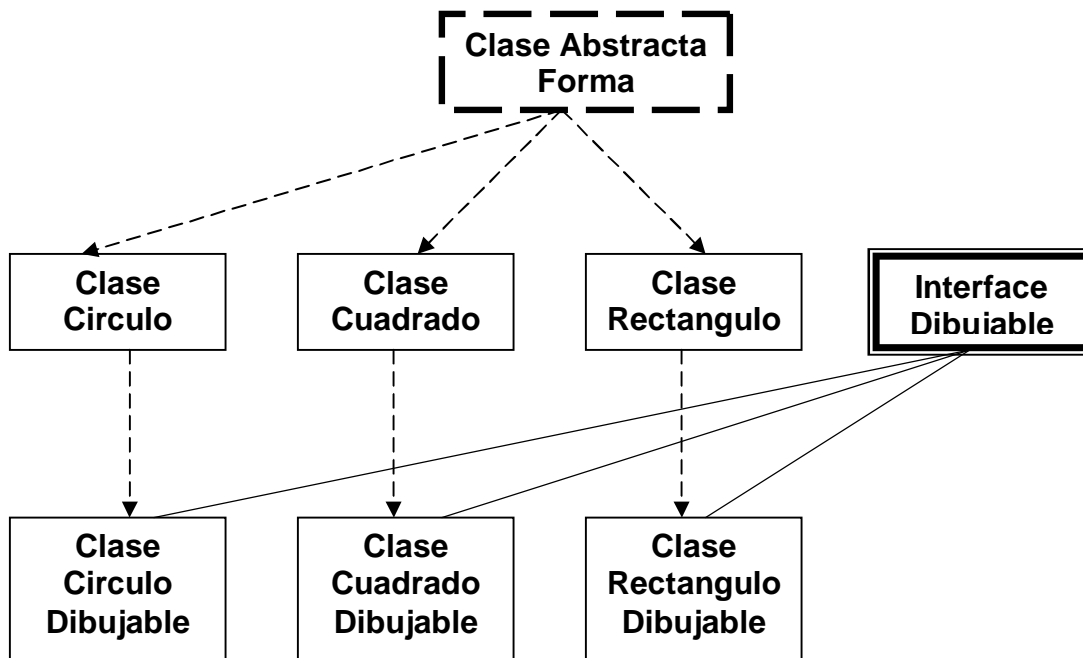 Clase Abstracta
Forma
Clase
Circulo
Clase
Cuadrado
Clase
Rectangulo
Interface
Dibujable
Clase
Circulo
Dibujable
Clase
Cuadrado
Dibujable
Clase
Rectangulo
Dibujable